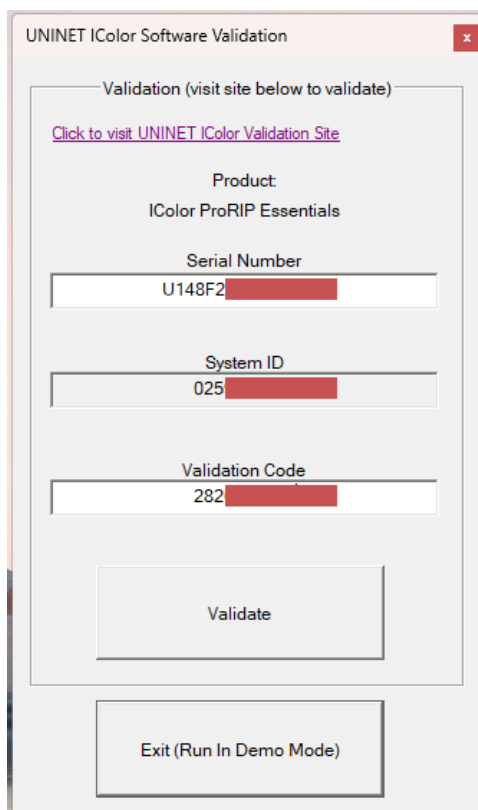 UNINET IColor Software Validation
x
Validation (visit site below to validate)
Click to visit UNINET IColor Validation Site
Product:
IColor ProRIP Essentials
Serial Number
U148F2
System ID
025
Validation Code
282
Validate
Exit (Run In Demo Mode)